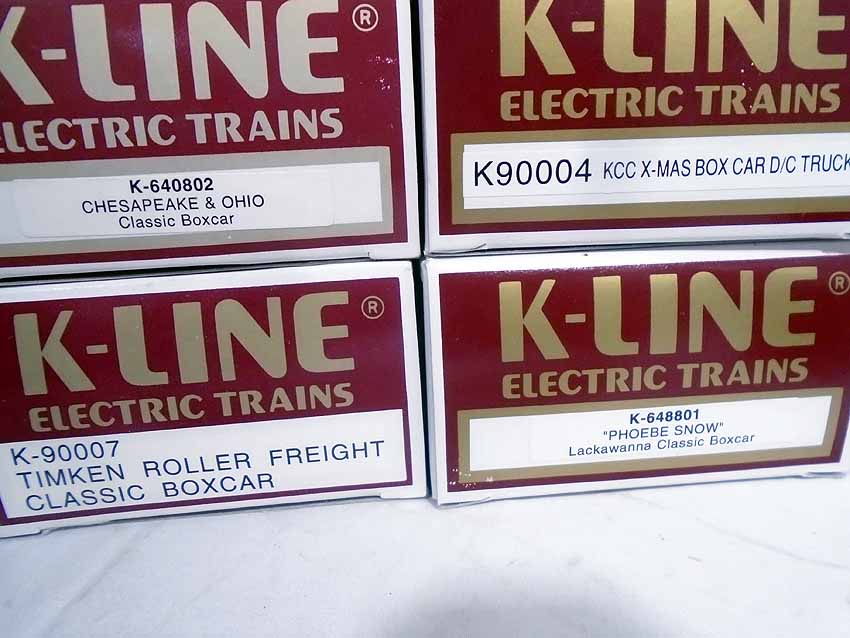 K-LINE®
ELECTRIC TRAINS
K-640802
CHESAPEAKE & OHIO
Classic Boxcar
K-LINE
ELECTRIC TRAINS
K90004 KCC X-MAS BOX CAR D/C TRUCK
K-LINE®
ELECTRIC TRAINS
K-90007
TIMKEN ROLLER FREIGHT
CLASSIC BOXCAR
K-LINE®
ELECTRIC TRAINS
K-648801
"PHOEBE SNOW"
Lackawanna Classic Boxcar